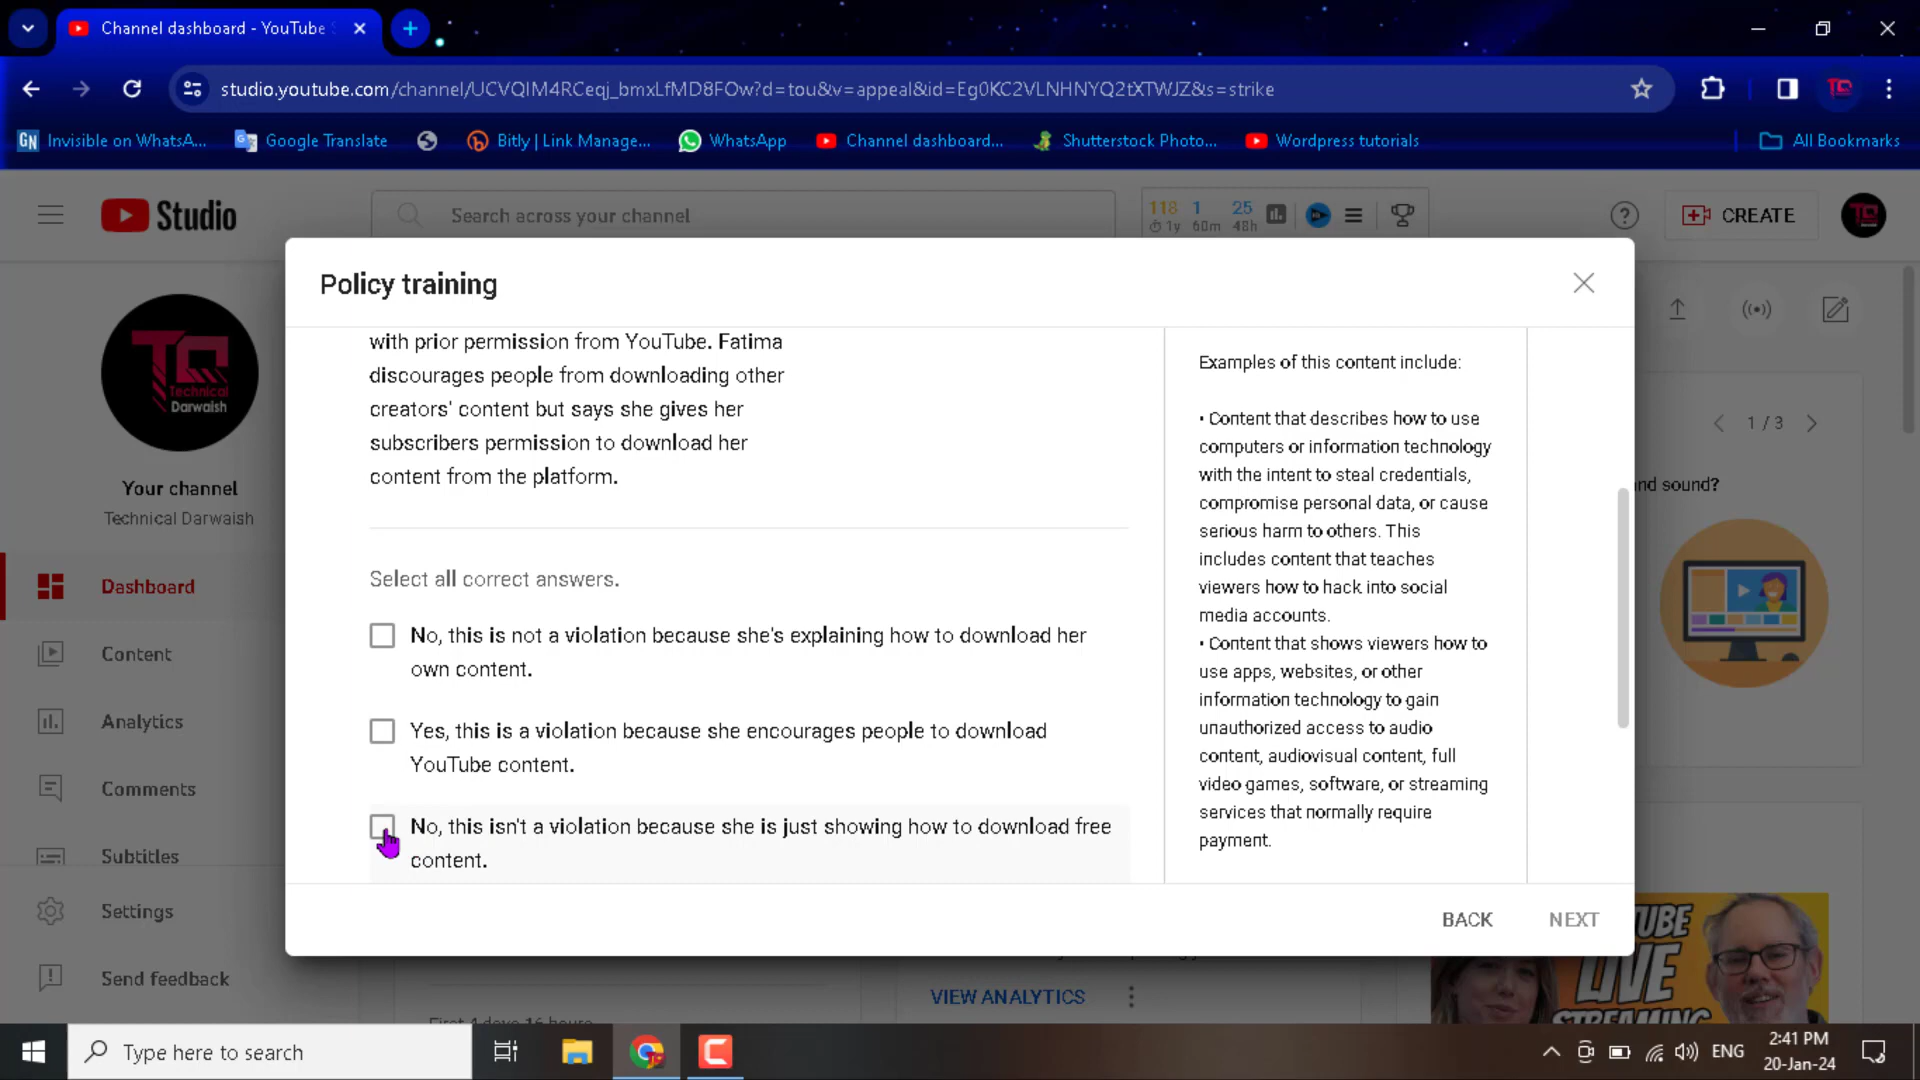 Channel dashboard - YouTube S
studio.youtube.com/channel/UCVQIM4RCeqj_bmxLfMD8FOw?d=tou&v=appeal&id=Eg0KC2VLNHNYQ2tXTWJZ&s=strike
GN Invisible on WhatsA... Google Translate Bitly | Link Manage... WhatsApp Channel dashboard... Shutterstock Photo... Wordpress tutorials All Bookmarks
Studio
Search across your channel
118 1 25
1y 60m 48h
CREATE
Policy training
with prior permission from YouTube. Fatima
discourages people from downloading other
creators' content but says she gives her
subscribers permission to download her
content from the platform.
Select all correct answers.
No, this is not a violation because she's explaining how to download her
own content.
Yes, this is a violation because she encourages people to download
YouTube content.
No, this isn't a violation because she is just showing how to download free
content.
Examples of this content include:
• Content that describes how to use
computers or information technology
with the intent to steal credentials,
compromise personal data, or cause
serious harm to others. This
includes content that teaches
viewers how to hack into social
media accounts.
• Content that shows viewers how to
use apps, websites, or other
information technology to gain
unauthorized access to audio
content, audiovisual content, full
video games, software, or streaming
services that normally require
payment.
BACK NEXT
Technical
Darwaish
Your channel
Technical Darwaish
Dashboard
Content
Analytics
Comments
Subtitles
Settings
Send feedback
1 / 3
nd sound?
VIEW ANALYTICS
First 4 days 16 hours
TUBE
LIVE
STREAMING
Type here to search
ENG
2:41 PM
20-Jan-24